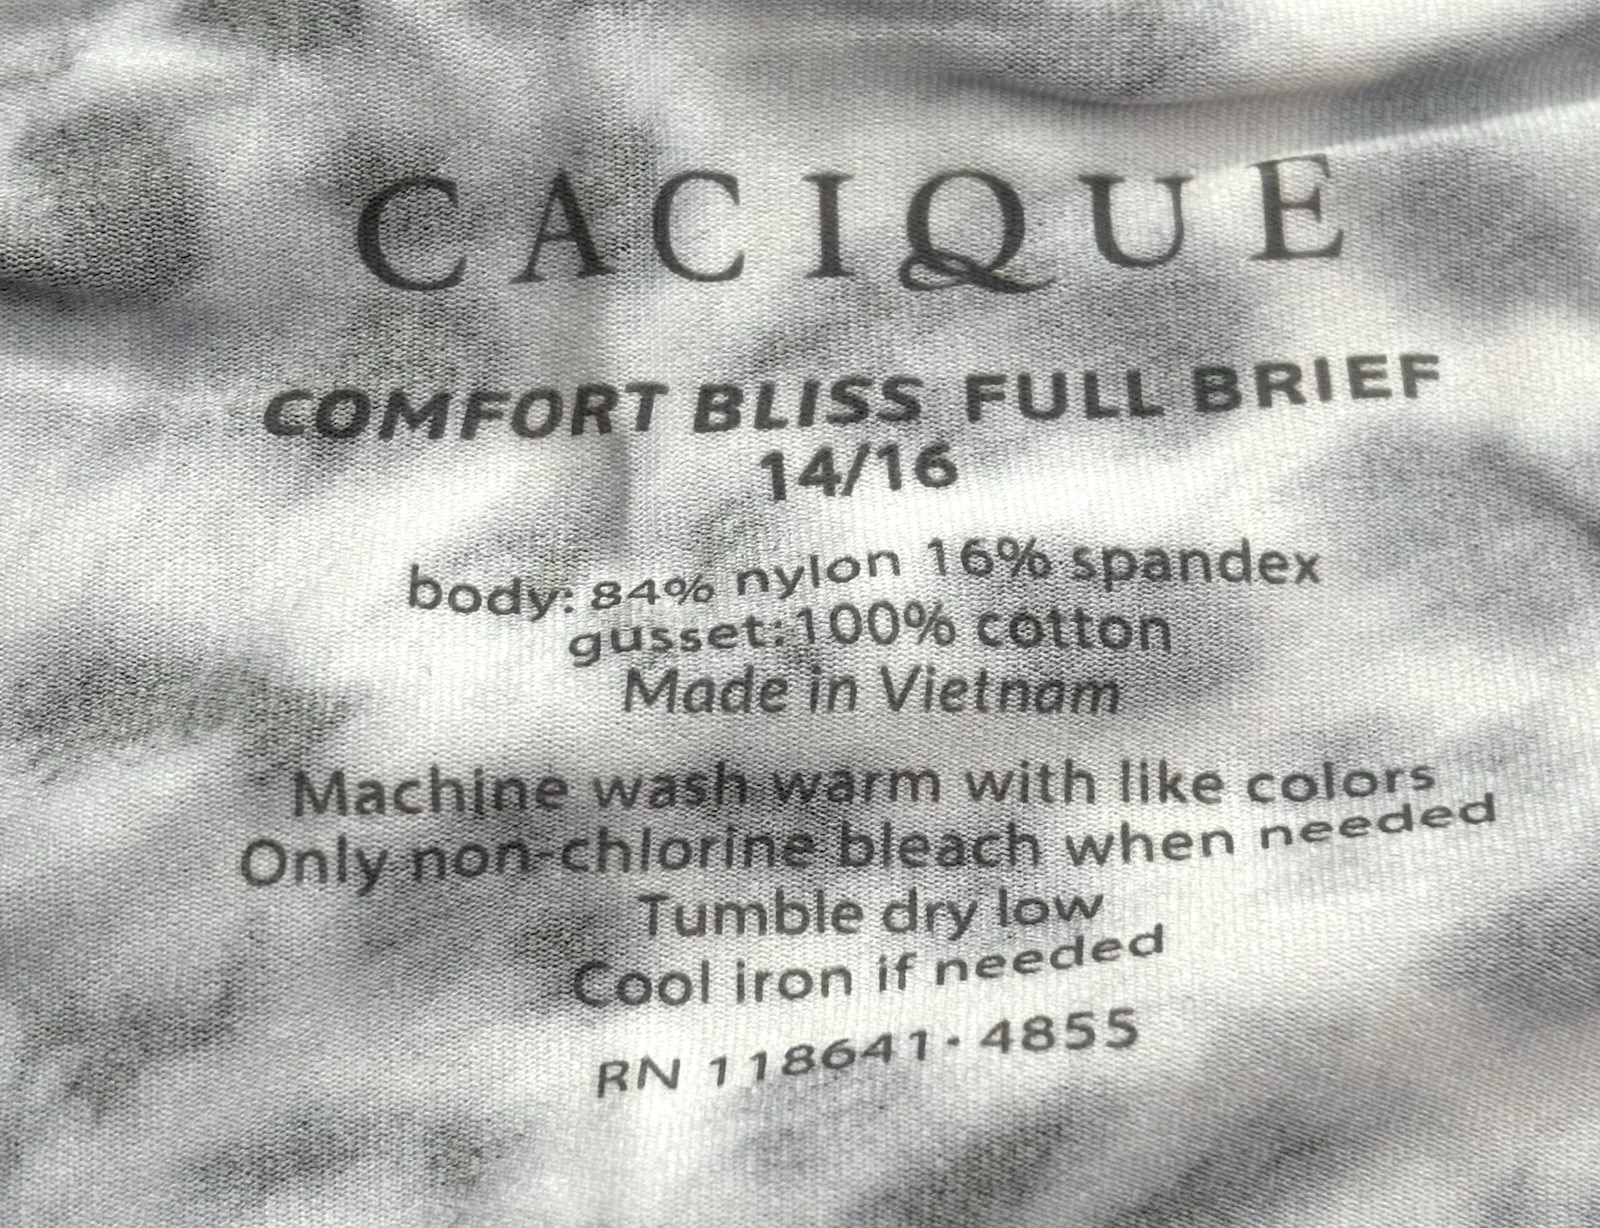 CACIQUE
COMFORT BLISS FULL BRIEF
14/16
body: 84% nylon 16% spandex
gusset: 100% cotton
Made in Vietnam
Machine wash warm with like colors
Only non-chlorine bleach when needed
Tumble dry low
Cool iron if needed
RN 118641 - 4855